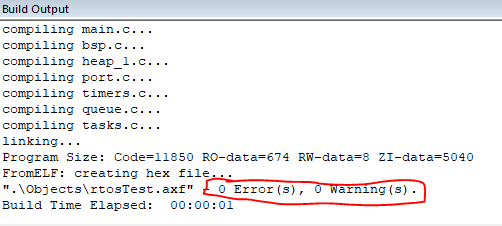 Build Output
compiling main.c...
compiling bsp.c...
compiling heap_1.c...
compiling port.c...
compiling timers.c...
compiling queue.c...
compiling tasks.c...
linking...
Program Size: Code=11850 RO-data=674 RW-data=8 ZI-data=5040
FromELF: creating hex file...
".\Objects\rtosTest.axf" - 0 Error(s), 0 Warning(s).
Build Time Elapsed:  00:00:01